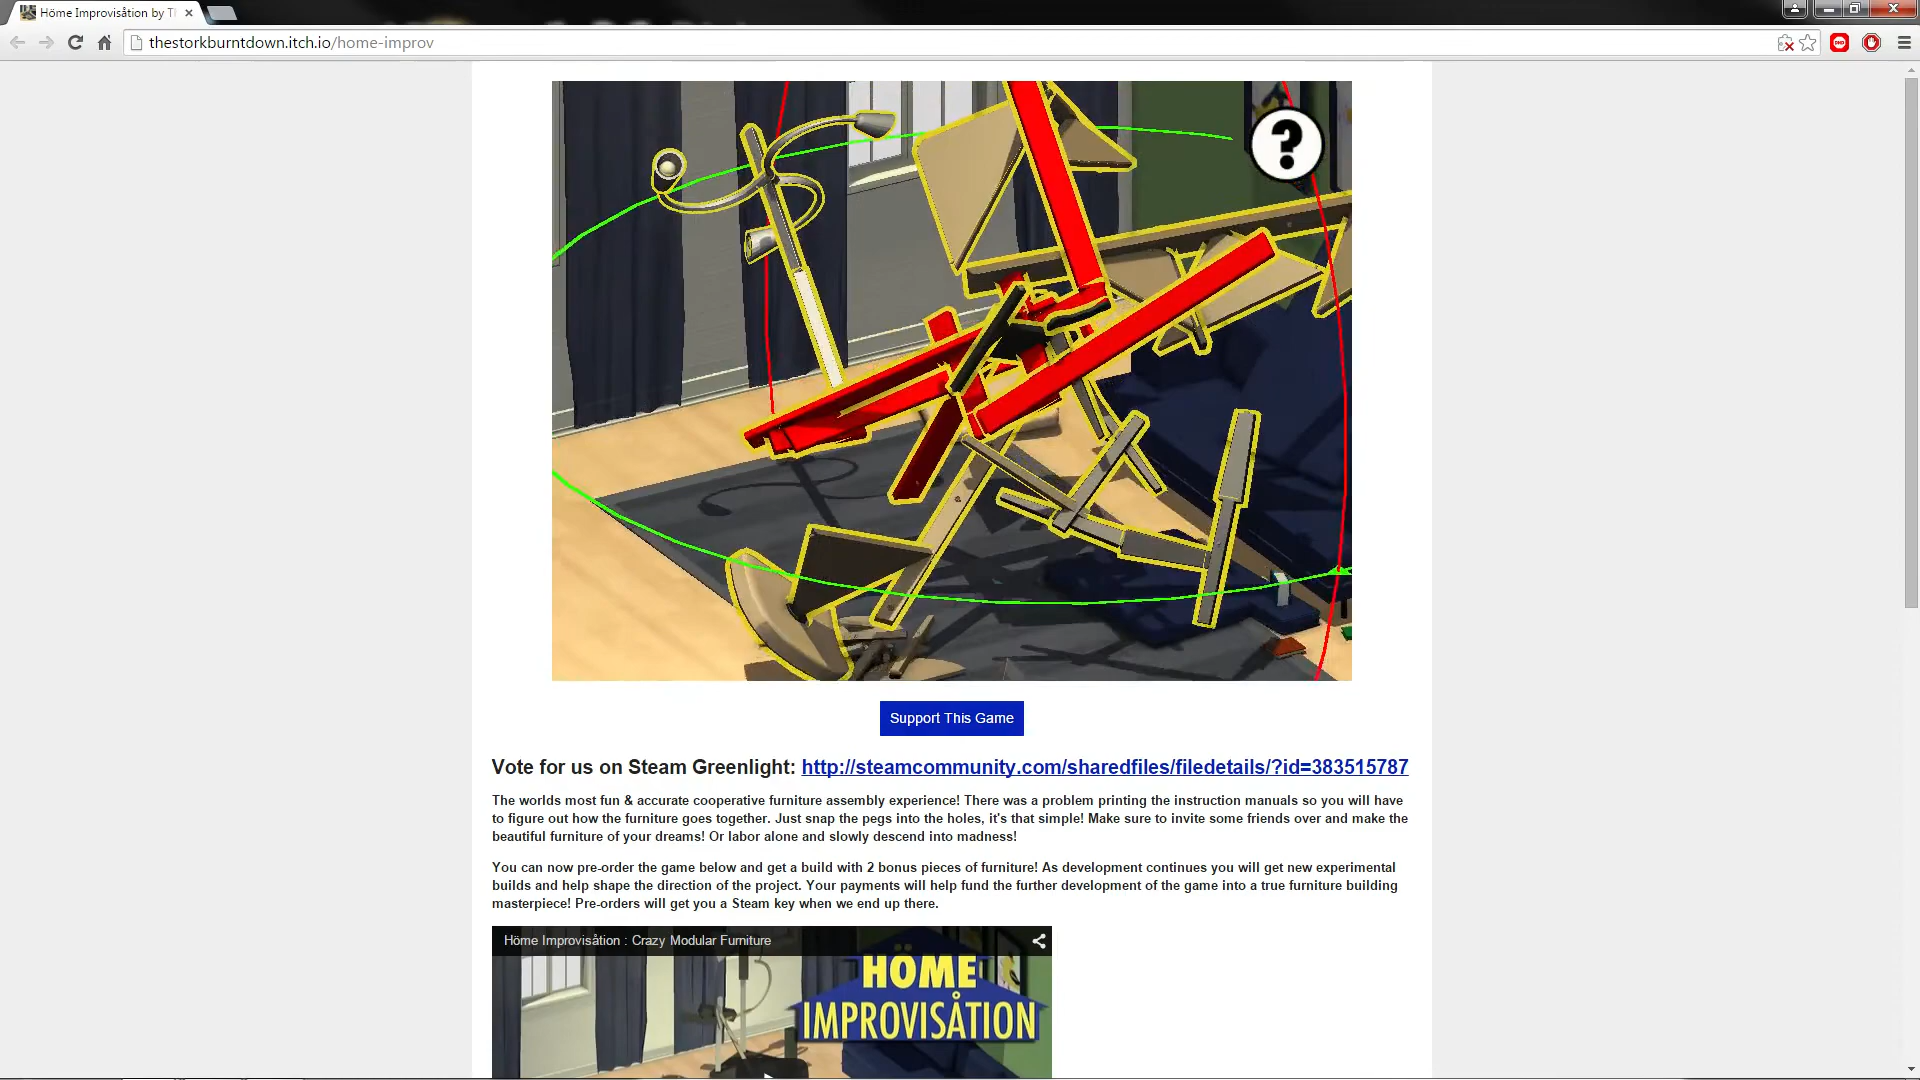 Höme Improvisåton by Tl
thestorkburntdown.itch.io/home-improv
?
Support This Game
Vote for us on Steam Greenlight: http://steamcommunity.com/sharedfiles/filedetails/?id=383515787
The worlds most fun & accurate cooperative furniture assembly experience! There was a problem printing the instruction manuals so you will have
to figure out how the furniture goes together. Just snap the pegs into the holes, it's that simple! Make sure to invite some friends over and make the
beautiful furniture of your dreams! Or labor alone and slowly descend into madness!
You can now pre-order the game below and get a build with 2 bonus pieces of furniture! As development continues you will get new experimental
builds and help shape the direction of the project. Your payments will help fund the further development of the game into a true furniture building
masterpiece! Pre-orders will get you a Steam key when we end up there.
Höme Improvisåtion : Crazy Modular Furniture
HÖME
IMPROVISÅTION